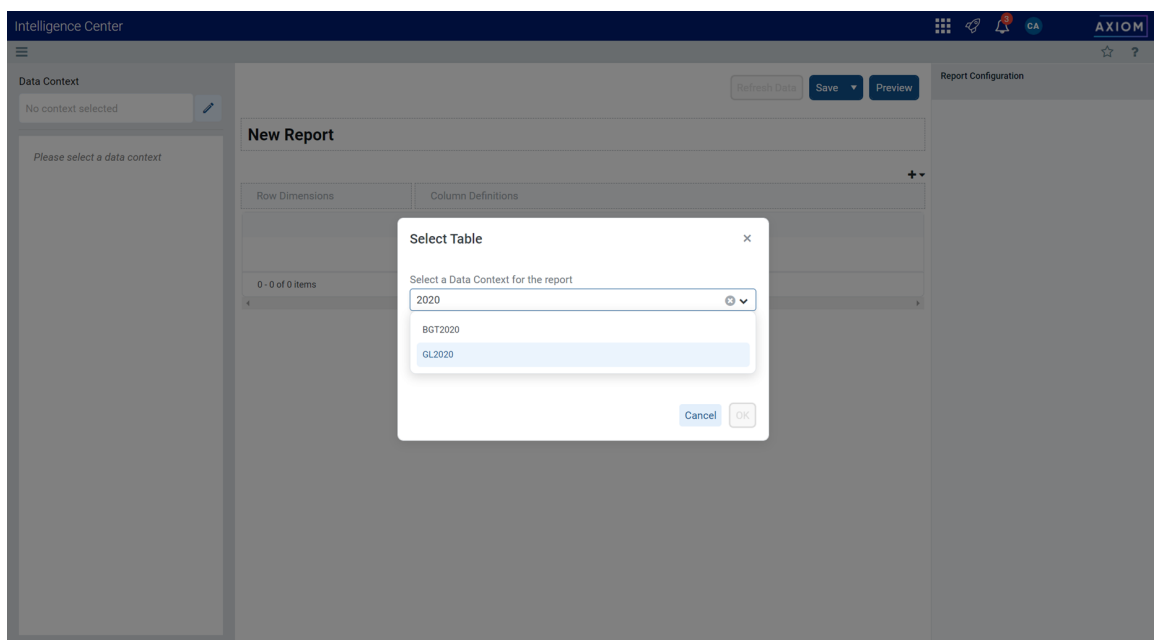 Intelligence Center
3
CA
AXIOM
?
Data Context
No context selected
Please select a data context
Refresh Data
Save
Preview
New Report
Row Dimensions
Column Definitions
0 - 0 of 0 items
Select Table
Select a Data Context for the report
2020
BGT2020
GL2020
Cancel
OK
Report Configuration